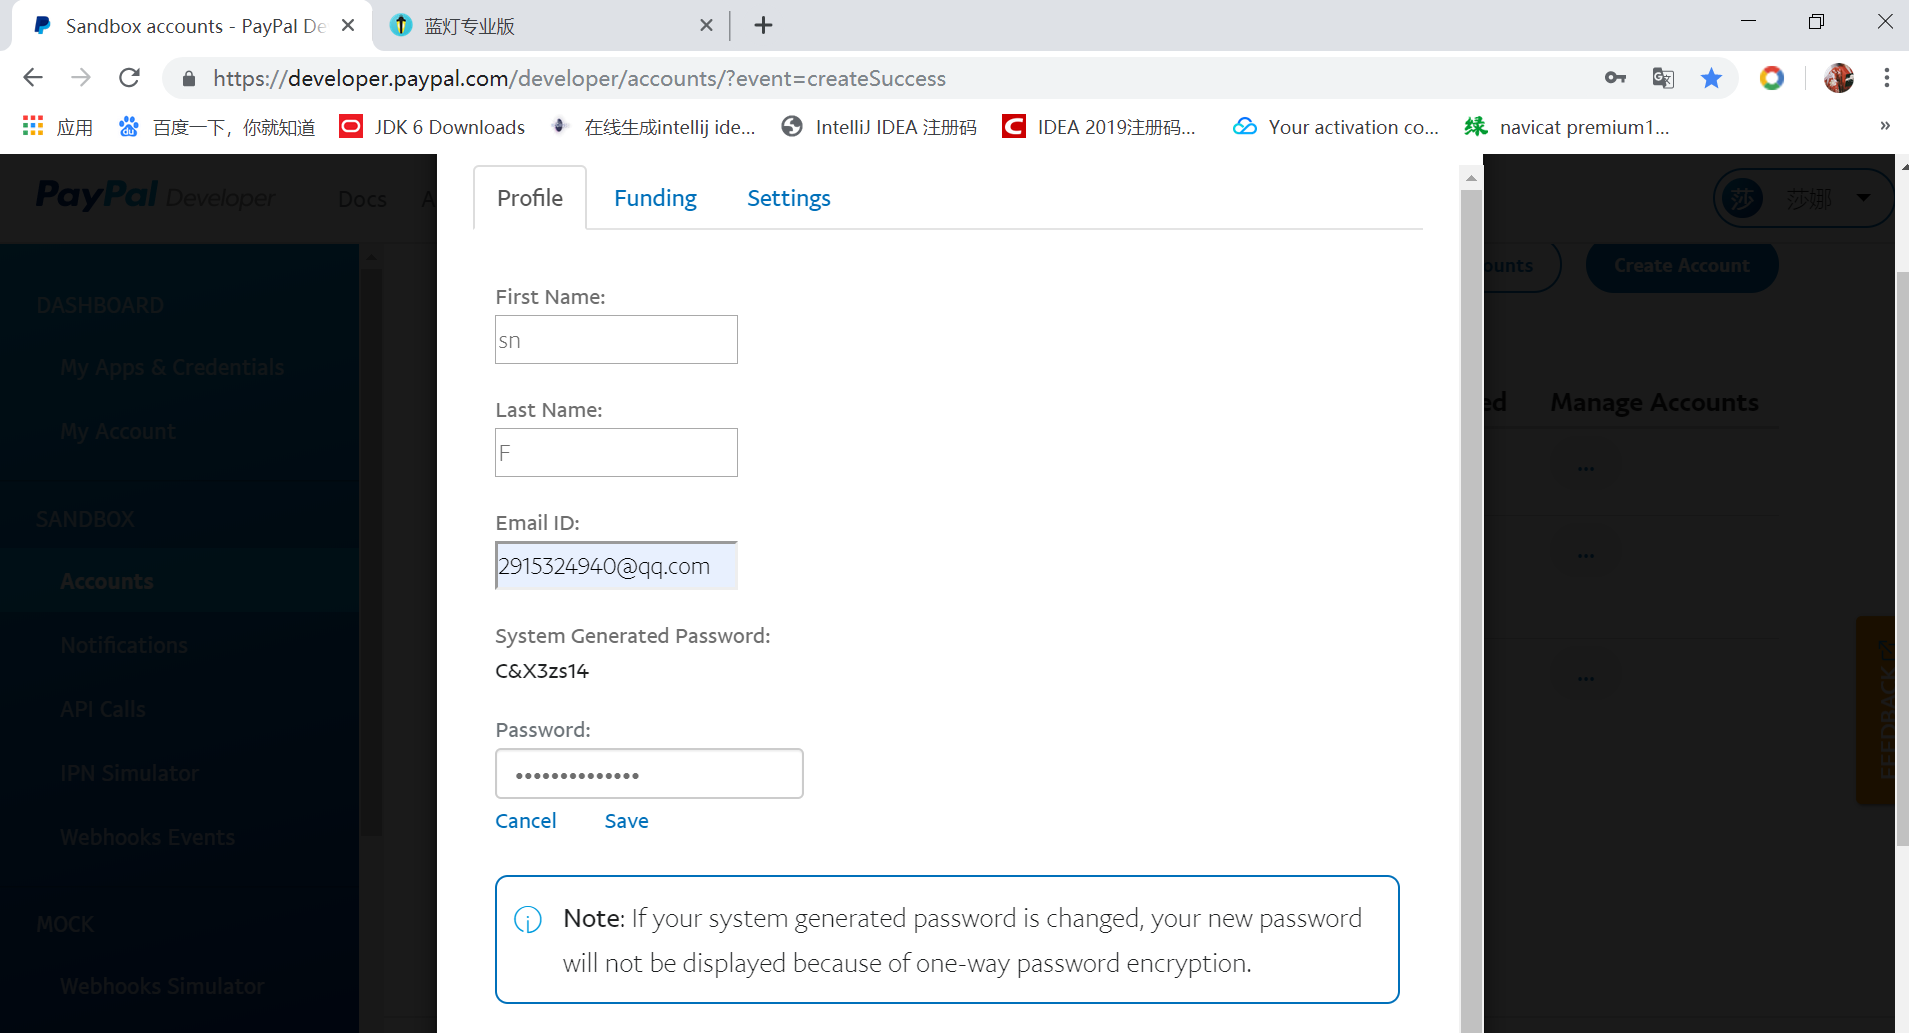 Sandbox accounts - PayPal De
蓝灯专业版
https://developer.paypal.com/developer/accounts/?event=createSuccess
应用 百度一下，你就知道 JDK 6 Downloads 在线生成intellij ide... IntelliJ IDEA 注册码 IDEA 2019注册码... Your activation co... 绿 navicat premium1... »
PayPal Developer Docs A
莎 莎娜
Profile Funding Settings
ounts Create Account
DASHBOARD
My Apps & Credentials
My Account
SANDBOX
Accounts
Notifications
API Calls
IPN Simulator
Webhooks Events
MOCK
Webhooks Simulator
First Name:
sn
Last Name:
F
Email ID:
2915324940@qq.com
System Generated Password:
C&X3zs14
Password:
••••••••••••••
Cancel Save
Note: If your system generated password is changed, your new password
will not be displayed because of one-way password encryption.
ed Manage Accounts
...
...
...
FEEDBACK